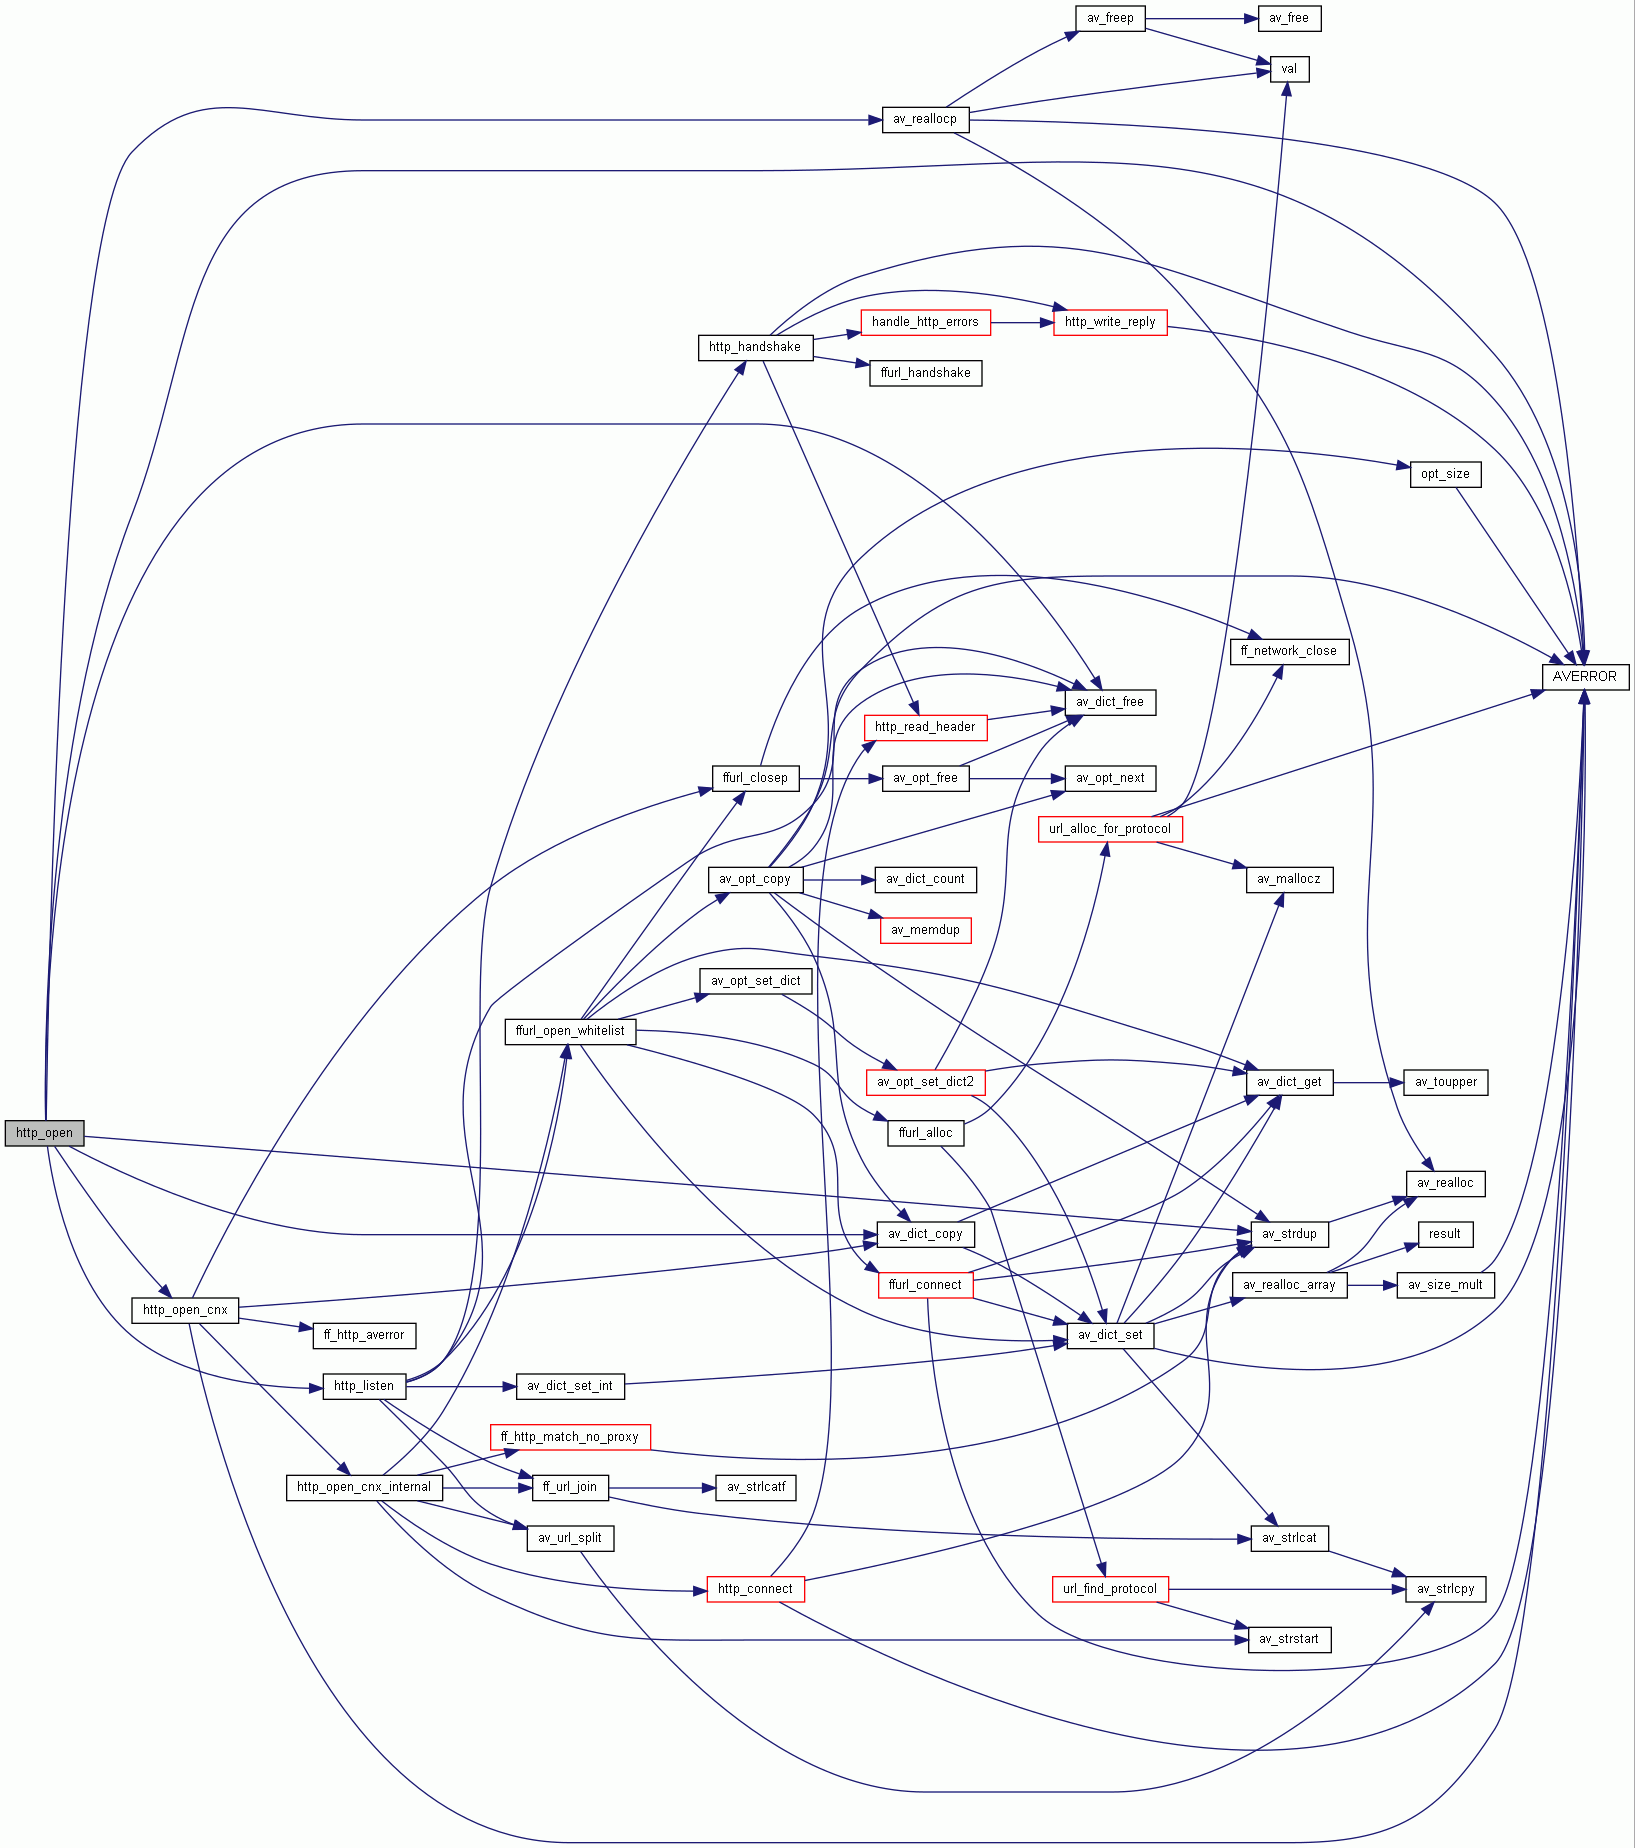 av_freep
av_free
val
av_reallocp
handle_http_errors
http_write_reply
http_handshake
ffurl_handshake
opt_size
ff_network_close
AVERROR
av_dict_free
http_read_header
ffurl_closep
av_opt_free
av_opt_next
url_alloc_for_protocol
av_opt_copy
av_dict_count
av_mallocz
av_memdup
av_opt_set_dict
ffurl_open_whitelist
av_opt_set_dict2
av_dict_get
av_toupper
http_open
ffurl_alloc
av_realloc
av_dict_copy
av_strdup
result
ffurl_connect
av_realloc_array
av_size_mult
http_open_cnx
ff_http_averror
av_dict_set
http_listen
av_dict_set_int
ff_http_match_no_proxy
http_open_cnx_internal
ff_url_join
av_strlcatf
av_url_split
av_strlcat
http_connect
url_find_protocol
av_strlcpy
av_strstart